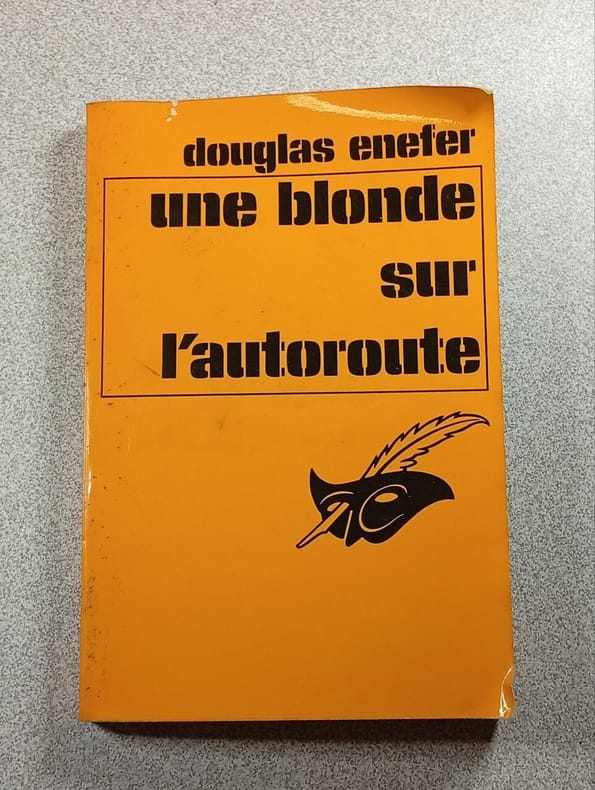 douglas enefer
une blonde
sur
l'autoroute